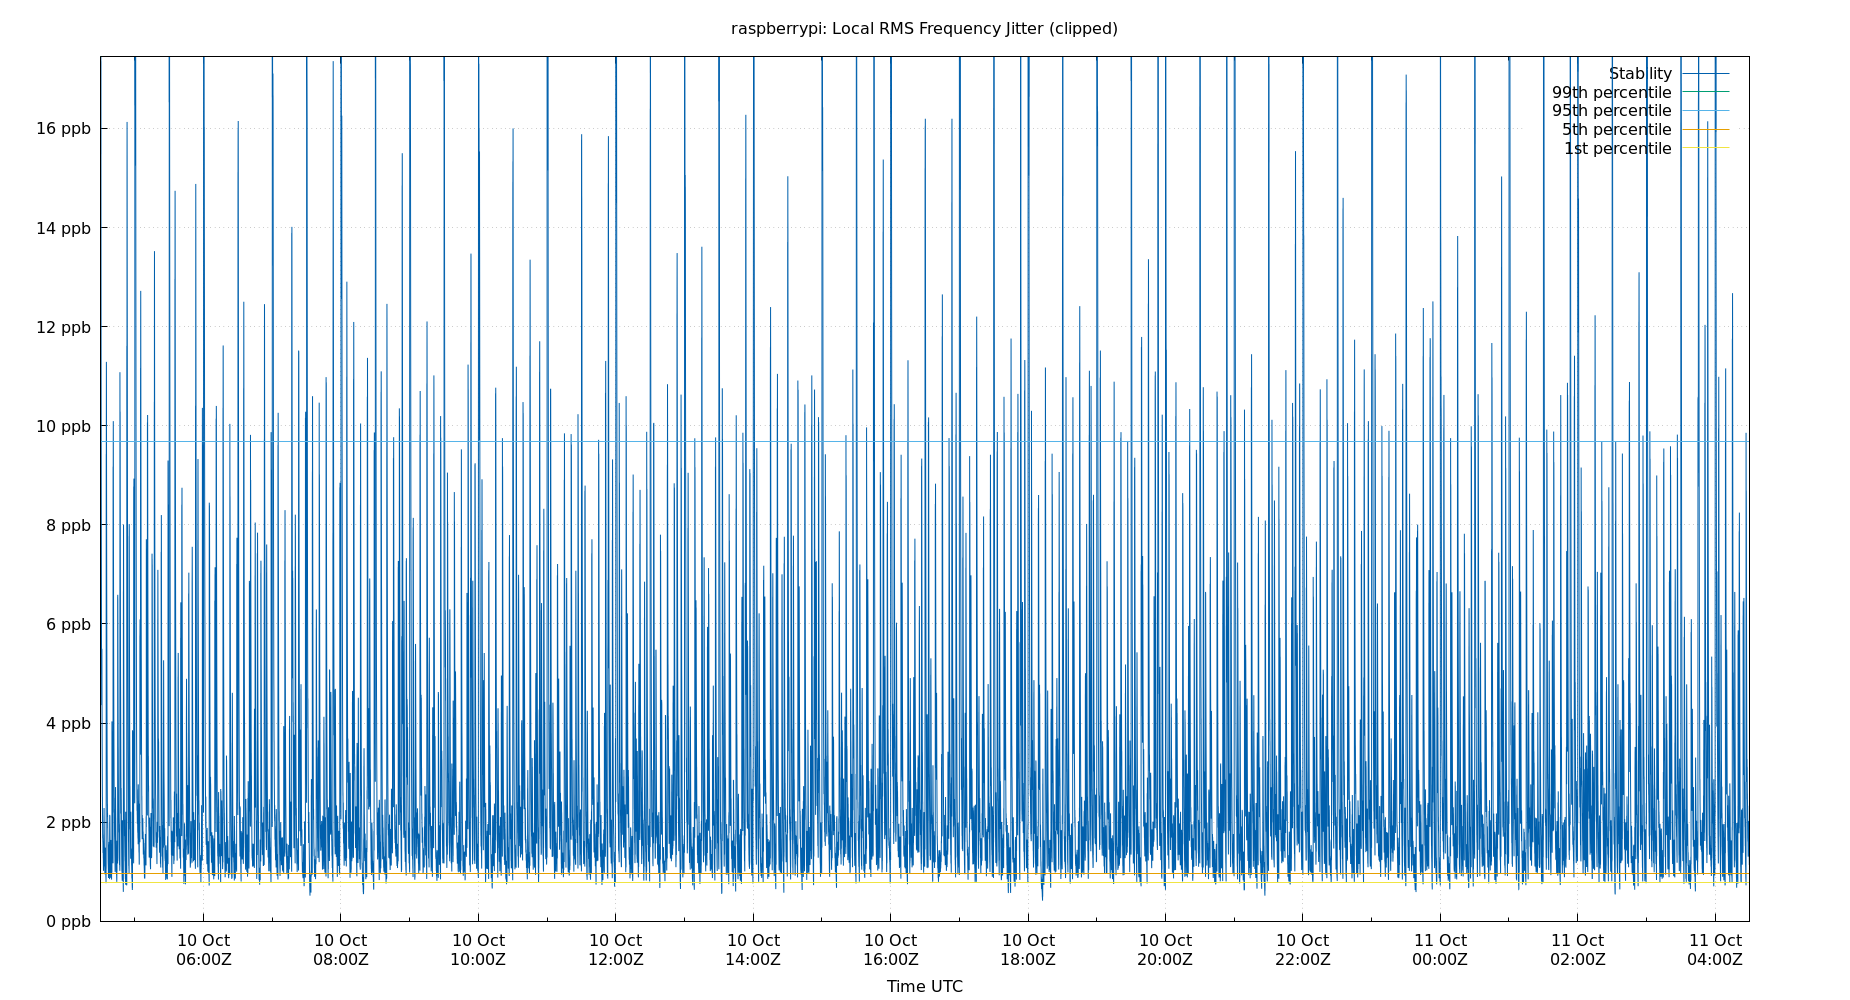 raspberrypi: Local RMS Frequency Jitter (clipped)
Stability
99th percentile
95th percentile
5th percentile
1st percentile
16 ppb
14 ppb
12 ppb
10 ppb
8 ppb
6 ppb
4 ppb
2 ppb
0 ppb
10 Oct 10 Oct 10 Oct 10 Oct 10 Oct 10 Oct 10 Oct 10 Oct 10 Oct 11 Oct 11 Oct 11 Oct
06:00Z 08:00Z 10:00Z 12:00Z 14:00Z 16:00Z 18:00Z 20:00Z 22:00Z 00:00Z 02:00Z 04:00Z
Time UTC